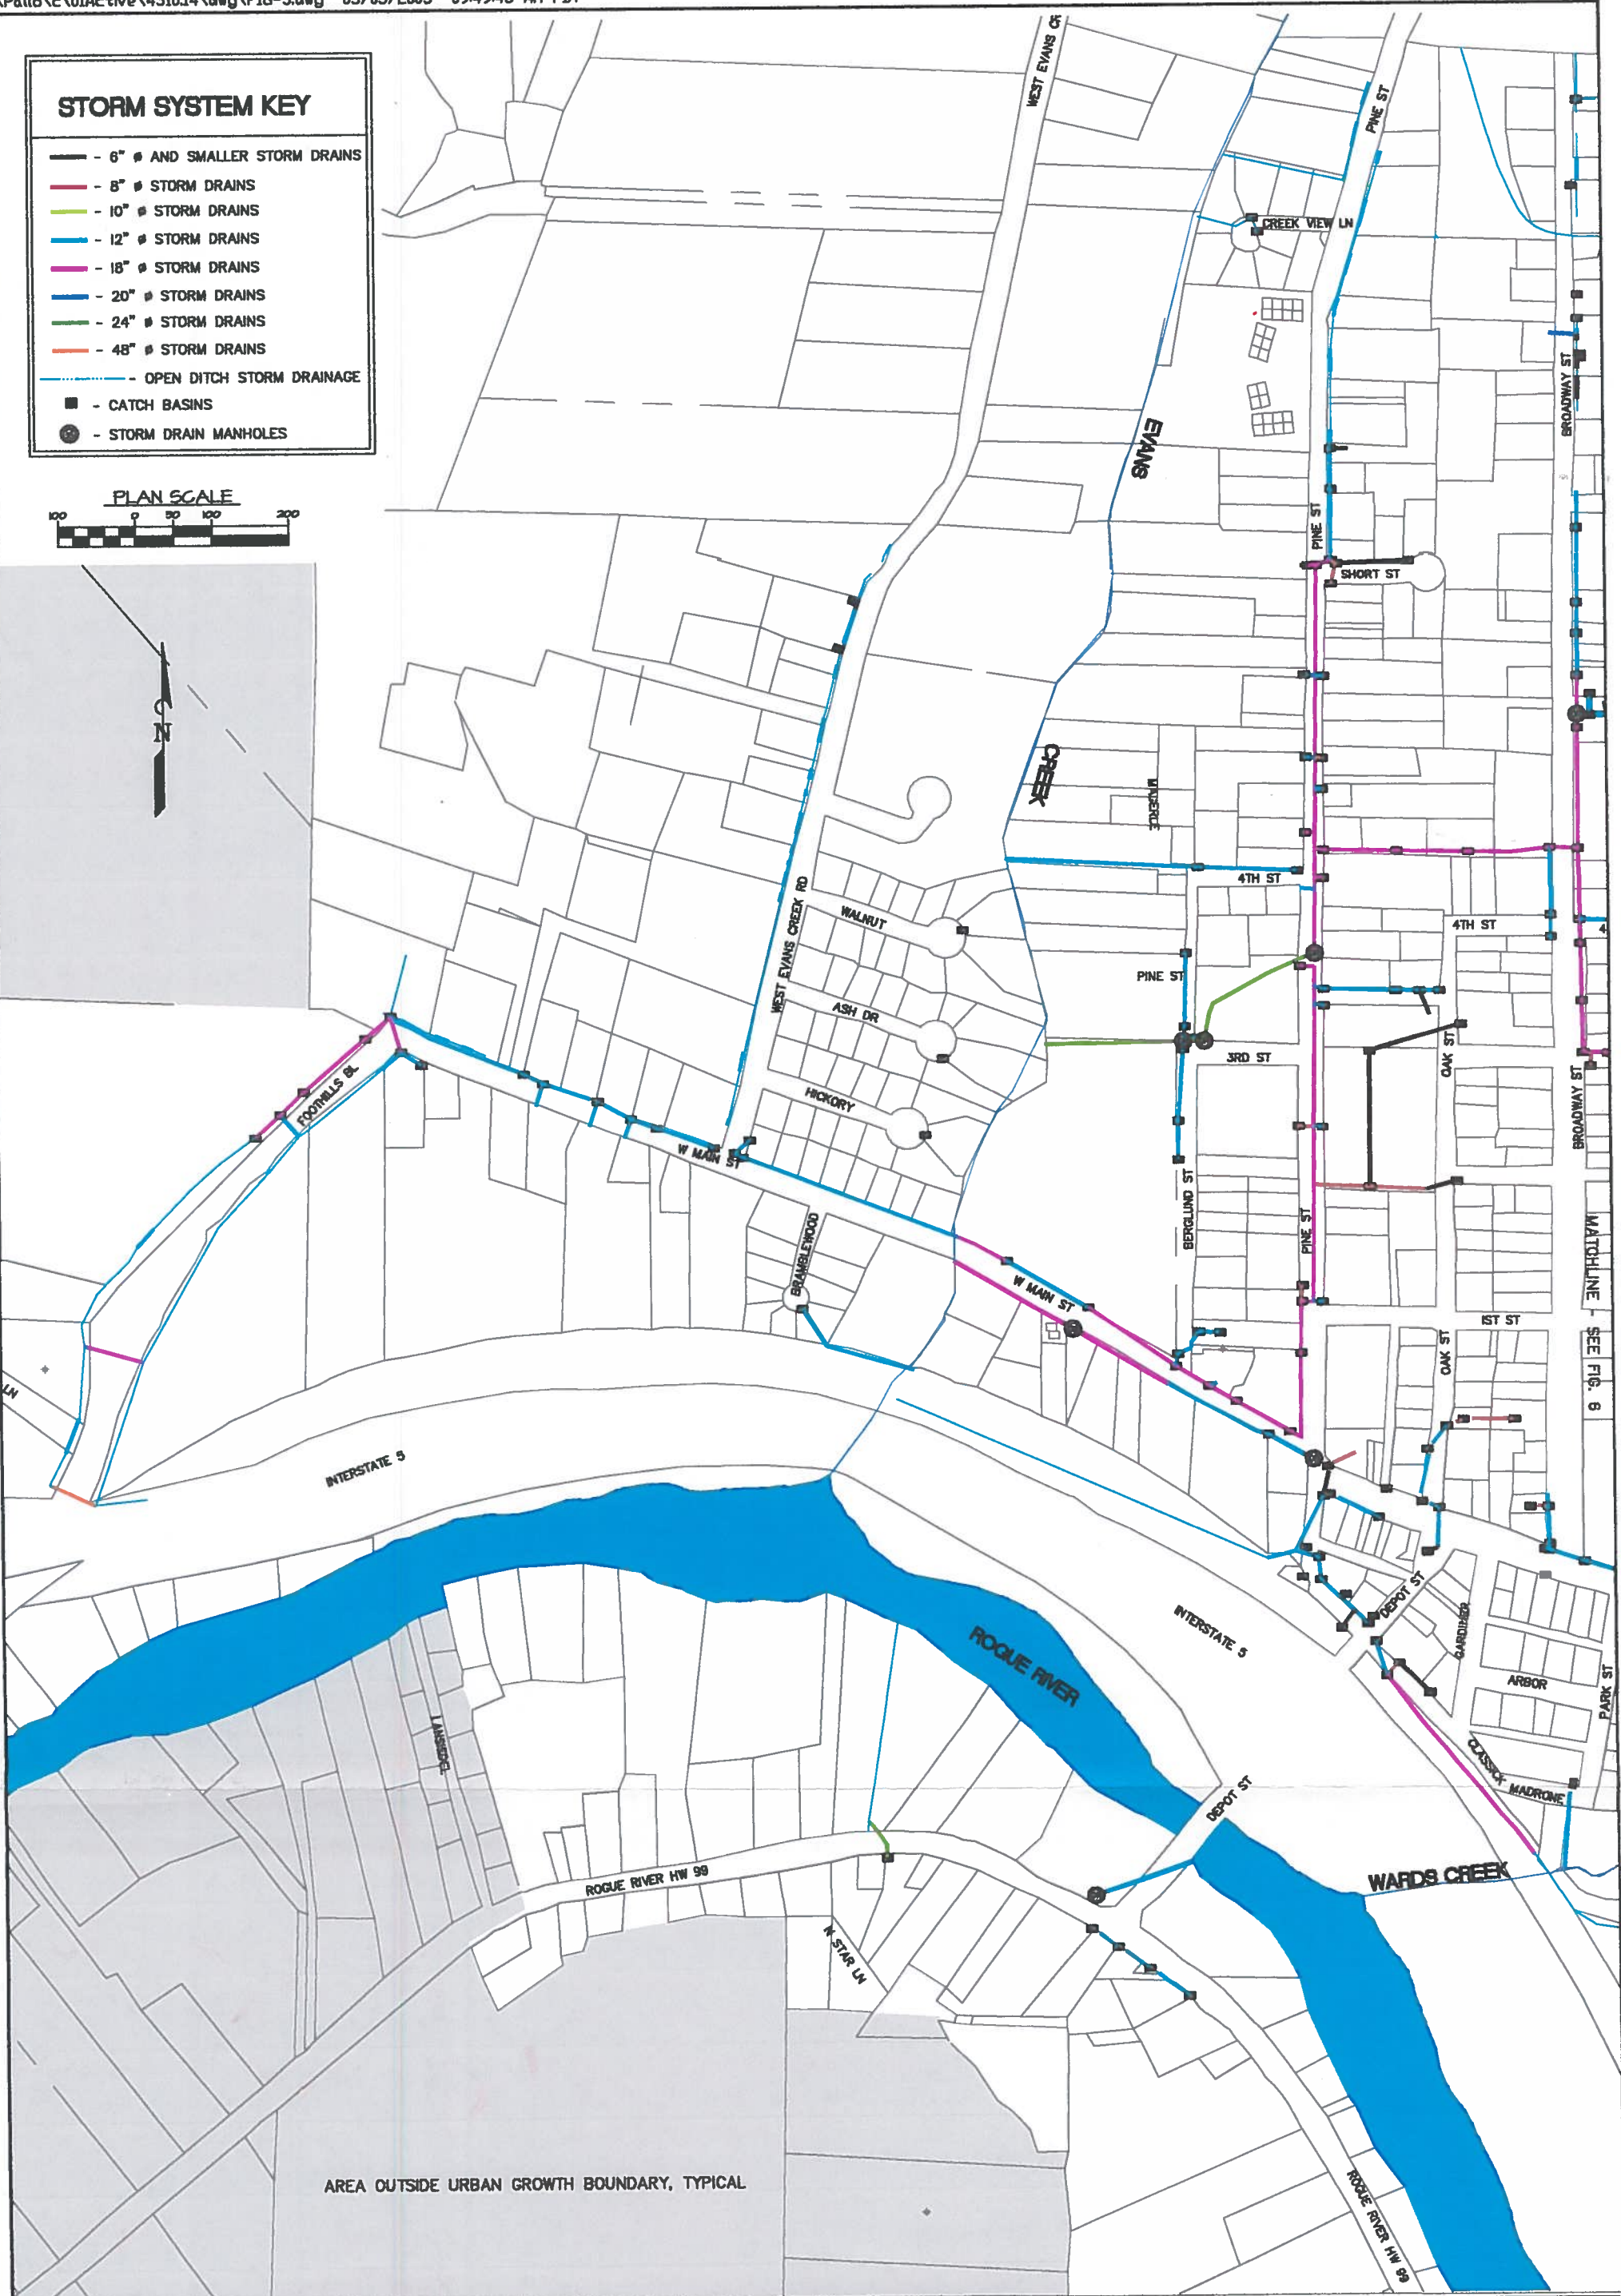 STORM SYSTEM KEY
- 6" ø AND SMALLER STORM DRAINS
- 8" ø STORM DRAINS
- 10" ø STORM DRAINS
- 12" ø STORM DRAINS
- 18" ø STORM DRAINS
- 20" ø STORM DRAINS
- 24" ø STORM DRAINS
- 48" ø STORM DRAINS
- OPEN DITCH STORM DRAINAGE
- CATCH BASINS
- STORM DRAIN MANHOLES
PLAN SCALE
100 0 50 100 200
N
WEST EVANS CR
PINE ST
CREEK VIEW LN
BROADWAY ST
EVANS
PINE ST
SHORT ST
CREEK
MADERLE
4TH ST
4TH ST
4
WEST EVANS CREEK RD
WALNUT
PINE ST
ASH DR
3RD ST
OAK ST
HICKORY
FOOTHILLS BL
BROADWAY ST
W MAIN ST
BERGLUND ST
PINE ST
BRAMBLEWOOD
MATCHLINE - SEE FIG. 6
W MAIN ST
1ST ST
OAK ST
LN
INTERSTATE 5
DEPOT ST
GARDINER
INTERSTATE 5
ROGUE RIVER
ARBOR
PARK ST
CLASSICK
MADRONE
DEPOT ST
WARDS CREEK
ROGUE RIVER HW 99
N STAR LN
AREA OUTSIDE URBAN GROWTH BOUNDARY, TYPICAL
ROGUE RIVER HW 99